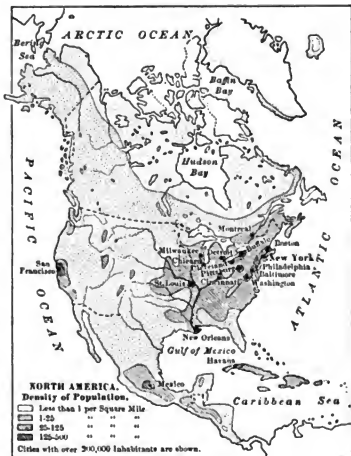 ARCTIC OCEAN
Bering
Sea
Baffin
Bay
Hudson
Bay
PACIFIC OCEAN
Montreal
Milwaukee
Detroit
Buffalo
Boston
Chicago
Cleveland
New York
Pittsburg
Philadelphia
San
Francisco
St. Louis
Cincinnati
Baltimore
Washington
ATLANTIC OCEAN
New Orleans
Gulf of Mexico
Havana
Mexico
Caribbean Sea
NORTH AMERICA.
Density of Population.
Less than 1 per Square Mile
1-25 " " "
25-125 " " "
125-500 " " "
Cities with over 200,000 Inhabitants are shown.